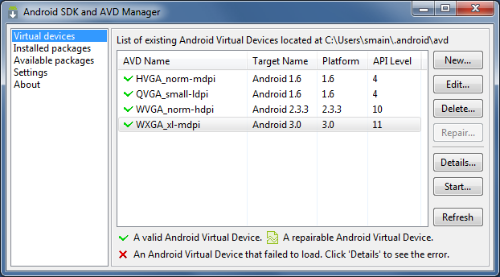 Android SDK and AVD Manager
Virtual devices
Installed packages
Available packages
Settings
About
List of existing Android Virtual Devices located at C:\Users\smain\.android\avd
AVD Name Target Name Platform API Level
HVGA_norm-mdpi Android 1.6 1.6 4
QVGA_small-ldpi Android 1.6 1.6 4
WVGA_norm-hdpi Android 2.3.3 2.3.3 10
WXGA_xl-mdpi Android 3.0 3.0 11
New...
Edit...
Delete...
Repair...
Details...
Start...
Refresh
A valid Android Virtual Device. A repairable Android Virtual Device.
An Android Virtual Device that failed to load. Click 'Details' to see the error.